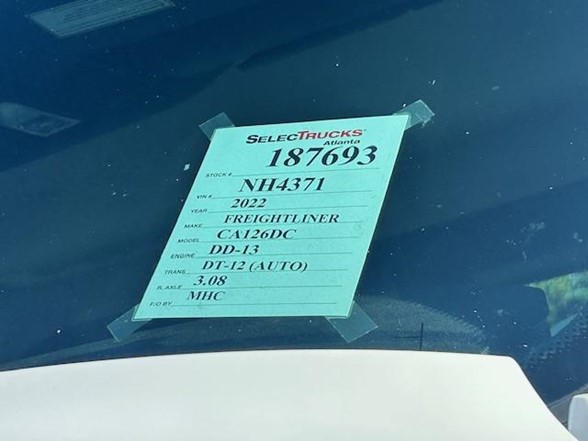 SELECTRUCKS
Atlanta
STOCK # 187693
VIN # NH4371
YEAR 2022
MAKE FREIGHTLINER
MODEL CA126DC
ENGINE DD-13
TRANS DT-12 (AUTO)
R. AXLE 3.08
F/O BY MHC